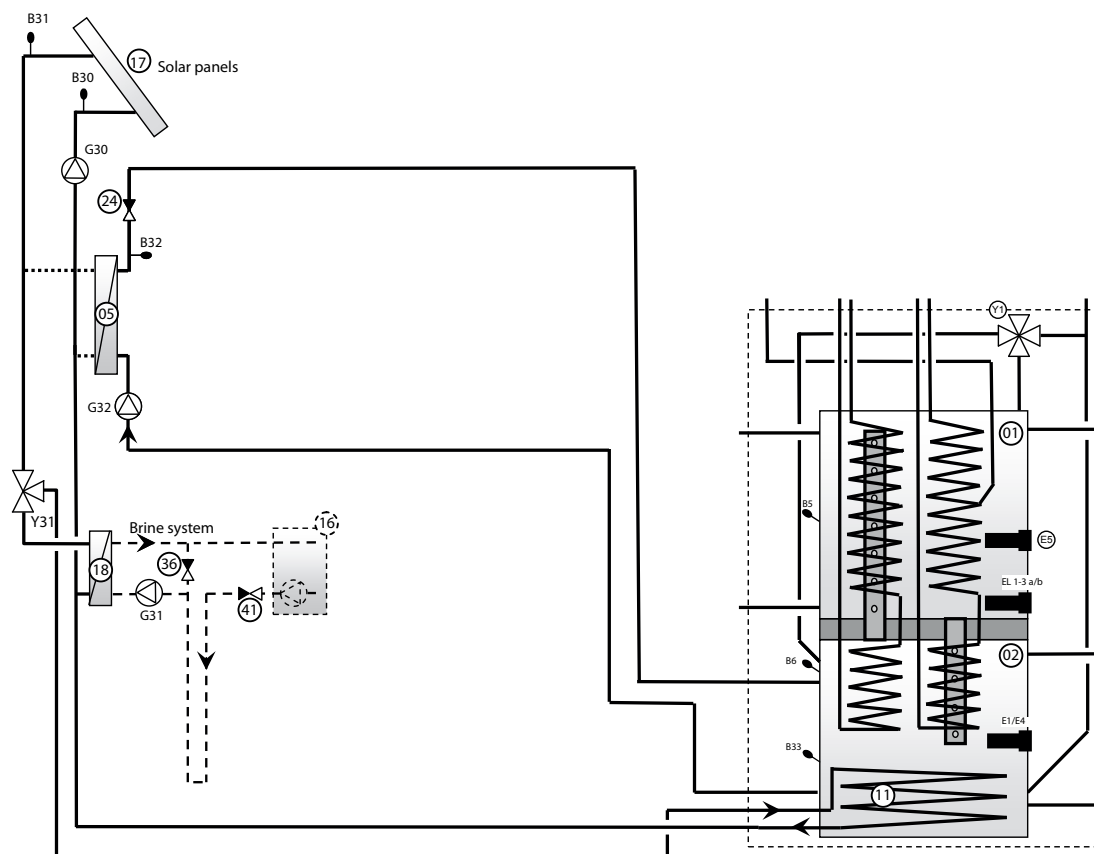 B31
17
Solar panels
B30
G30
24
B32
05
G32
Y1
01
B5
E5
Y31
Brine system
16
36
18
41
G31
EL 1-3 a/b
02
B6
E1/E4
B33
11